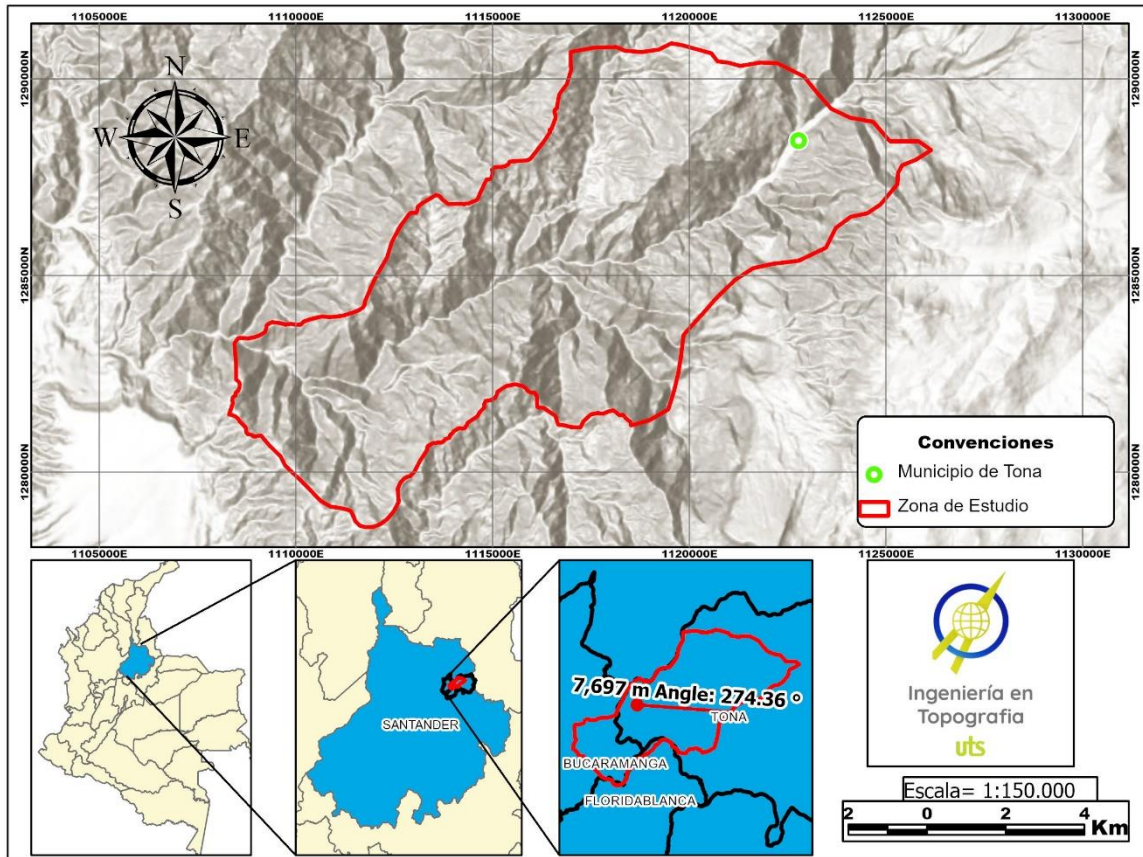 1105000E 1110000E 1115000E 1120000E 1125000E 1130000E
1290000N 1290000N
N
W E
S
1285000N 1285000N
1280000N 1280000N
Convenciones
Municipio de Tona
Zona de Estudio
1105000E 1110000E 1115000E 1120000E 1125000E 1130000E
SANTANDER
7,697 m Angle: 274.36 º
TONA
BUCARAMANGA
FLORIDABLANCA
Ingeniería en
Topografia
uts
Escala= 1:150.000
2 0 2 4
Km